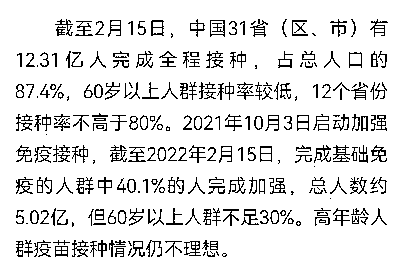 截至2月15日，中国31省（区、市）有
12.31亿人完成全程接种，占总人口的
87.4%，60岁以上人群接种率较低，12个省份
接种率不高于80%。2021年10月3日启动加强
免疫接种，截至2022年2月15日，完成基础免
疫的人群中40.1%的人完成加强，总人数约
5.02亿，但60岁以上人群不足30%。高年龄人
群疫苗接种情况仍不理想。